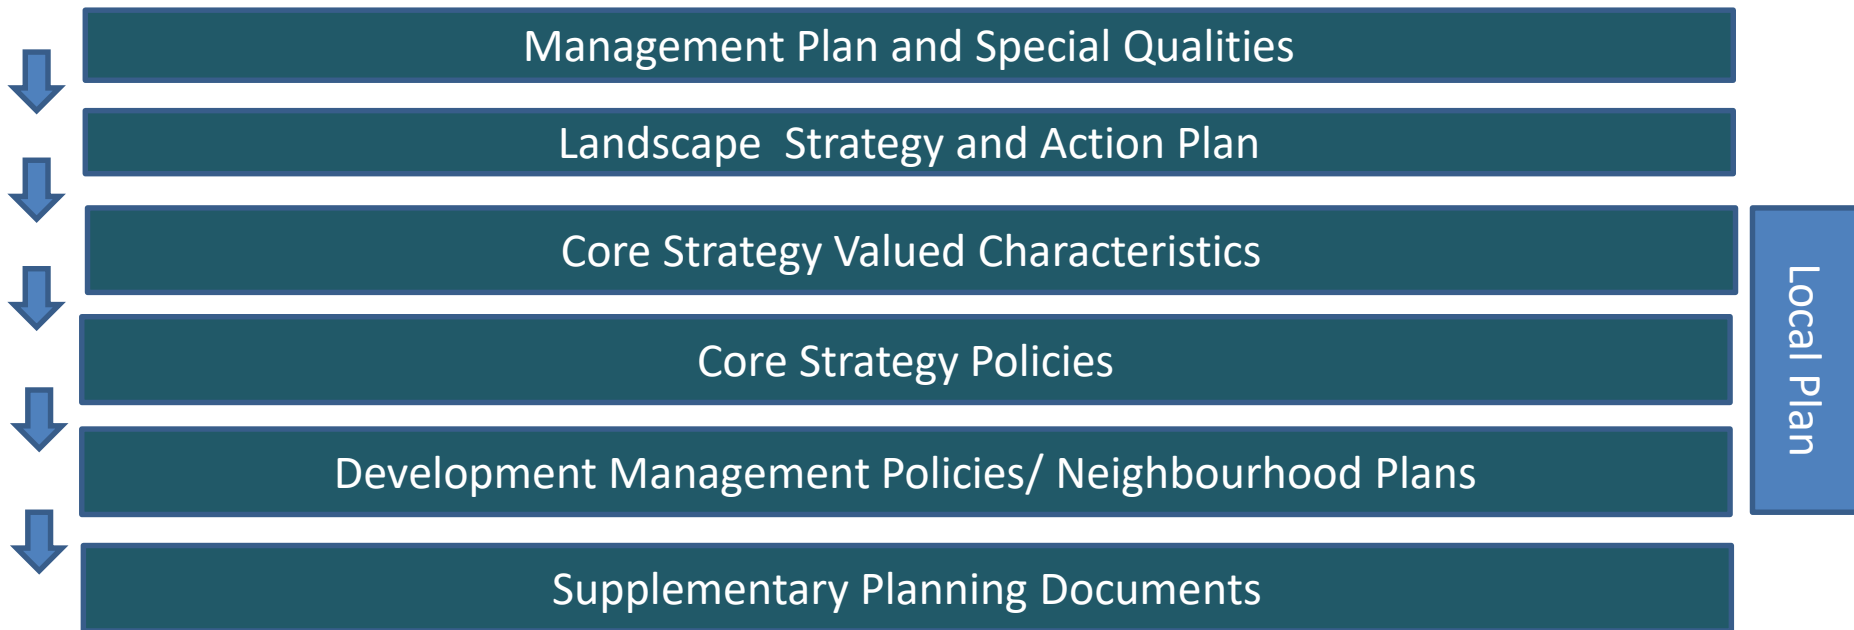 Management Plan and Special Qualities
Landscape  Strategy and Action Plan
Core Strategy Valued Characteristics
Core Strategy Policies
Development Management Policies/ Neighbourhood Plans
Supplementary Planning Documents
Local Plan